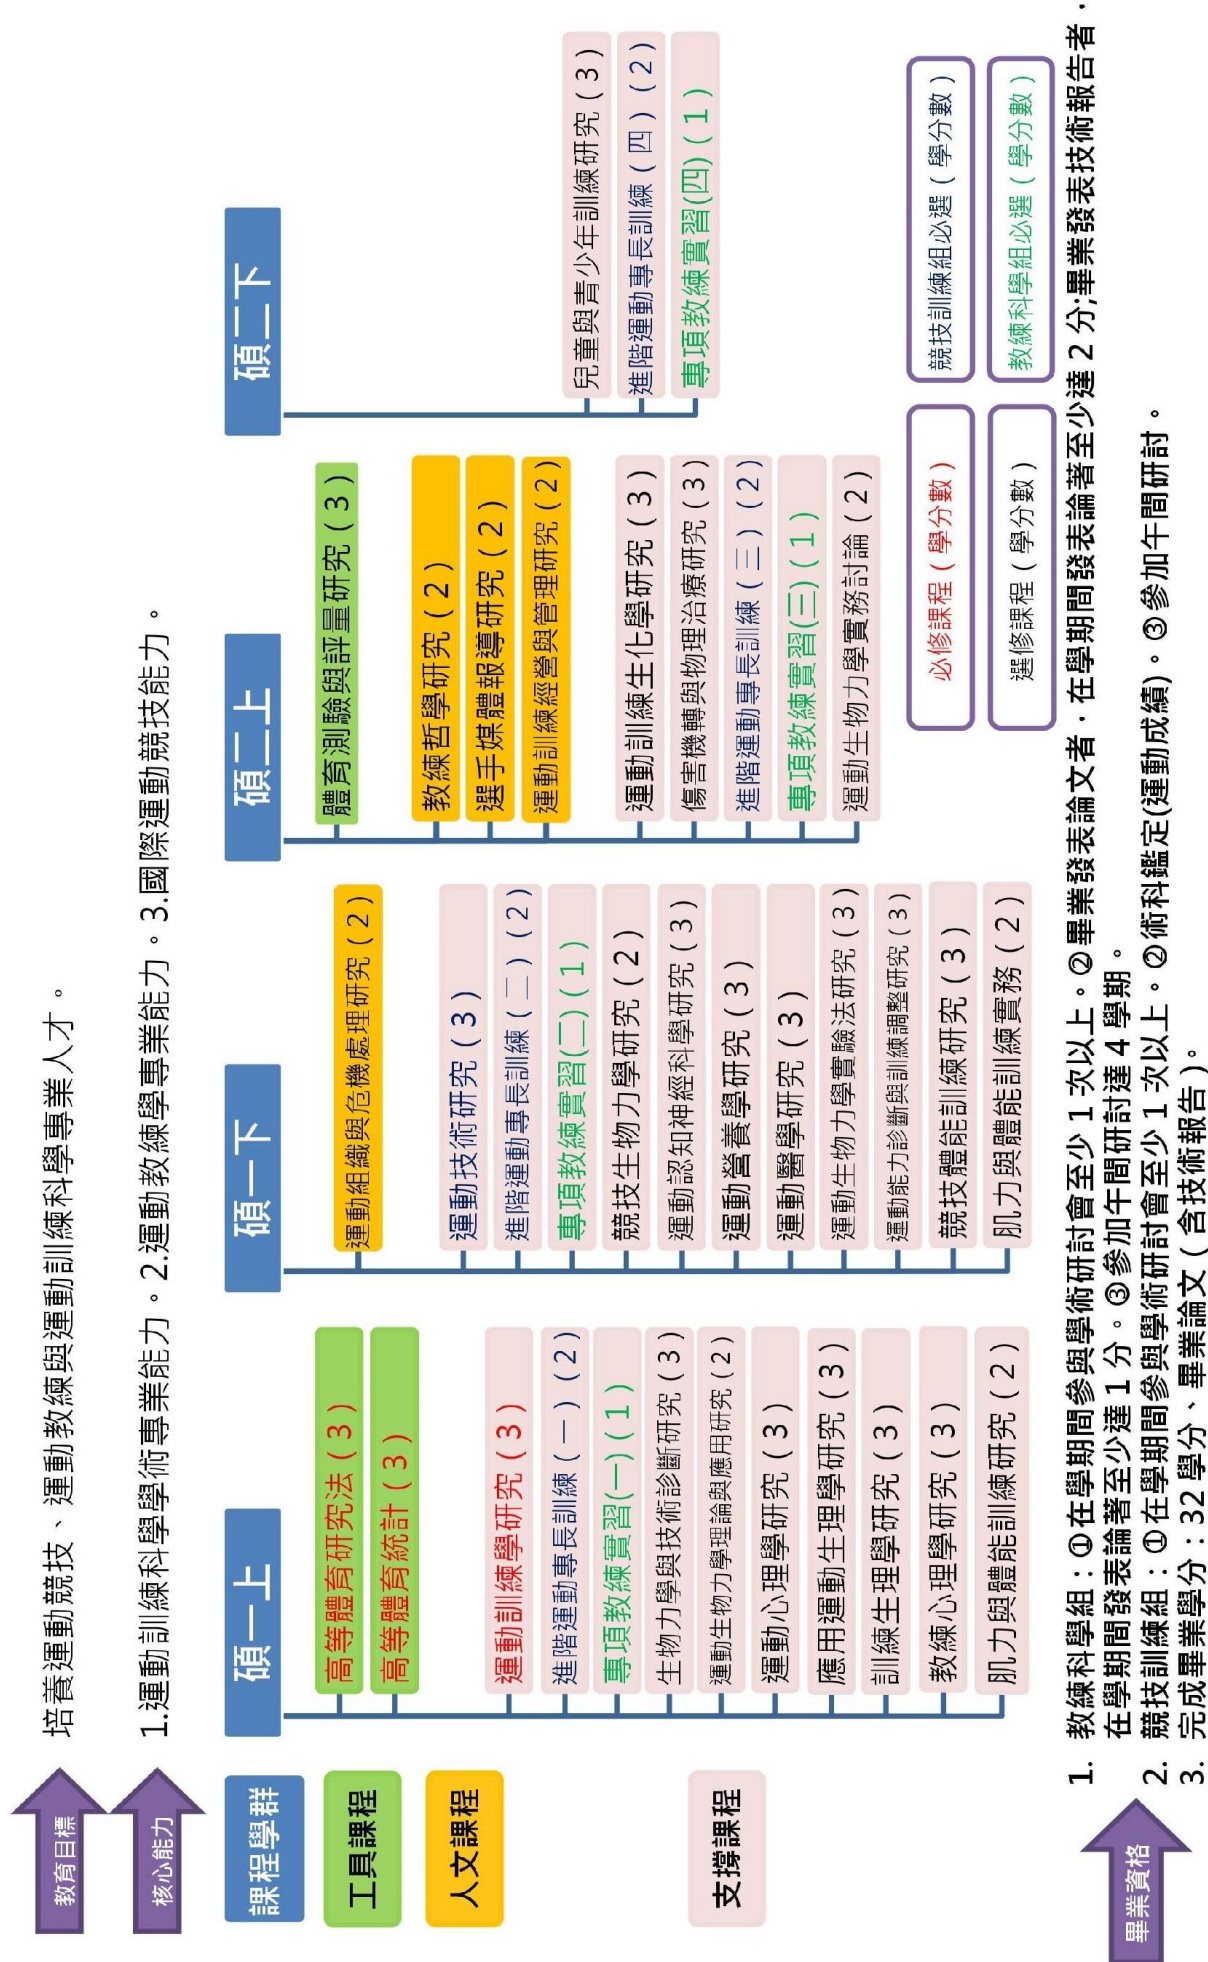 教育目標
培養運動競技、運動教練與運動訓練科學專業人才。
核心能力
1.運動訓練科學學術專業能力。2.運動教練學專業能力。3.國際運動競技能力。
課程學群
工具課程
人文課程
支撐課程
碩一上
高等體育研究法(3)
高等體育統計(3)
運動訓練學研究(3)
進階運動專長訓練(一)(2)
專項教練實習(一)(1)
生物力學與技術診斷研究(3)
運動生物力學理論與應用研究(2)
運動心理學研究(3)
應用運動生理學研究(3)
訓練生理學研究(3)
教練心理學研究(3)
肌力與體能訓練研究(2)
碩一下
運動組織與危機處理研究(2)
運動技術研究(3)
進階運動專長訓練(二)(2)
專項教練實習(二)(1)
競技生物力學研究(2)
運動認知神經科學研究(3)
運動營養學研究(3)
運動醫學研究(3)
運動生物力學實驗法研究(3)
運動能力診斷與訓練調整研究(3)
競技體能訓練研究(3)
肌力與體能訓練實務(2)
碩二上
體育測驗與評量研究(3)
教練哲學研究(2)
選手媒體報導研究(2)
運動訓練經營與管理研究(2)
運動訓練生化學研究(3)
傷害機轉與物理治療研究(3)
進階運動專長訓練(三)(2)
專項教練實習(三)(1)
運動生物力學實務討論(2)
碩二下
兒童與青少年訓練研究(3)
進階運動專長訓練(四)(2)
專項教練實習(四)(1)
必修課程(學分數)
競技訓練組必選(學分數)
選修課程(學分數)
教練科學組必選(學分數)
畢業資格
1. 教練科學組:①在學期間參與學術研討會至少1次以上。②畢業發表論文者,在學期間發表論著至少達2分;畢業發表技術報告者,
在學期間發表論著至少達1分。③參加午間研討達4學期。
2. 競技訓練組:①在學期間參與學術研討會至少1次以上。②術科鑑定(運動成績)。③參加午間研討。
3. 完成畢業學分:32學分、畢業論文(含技術報告)。